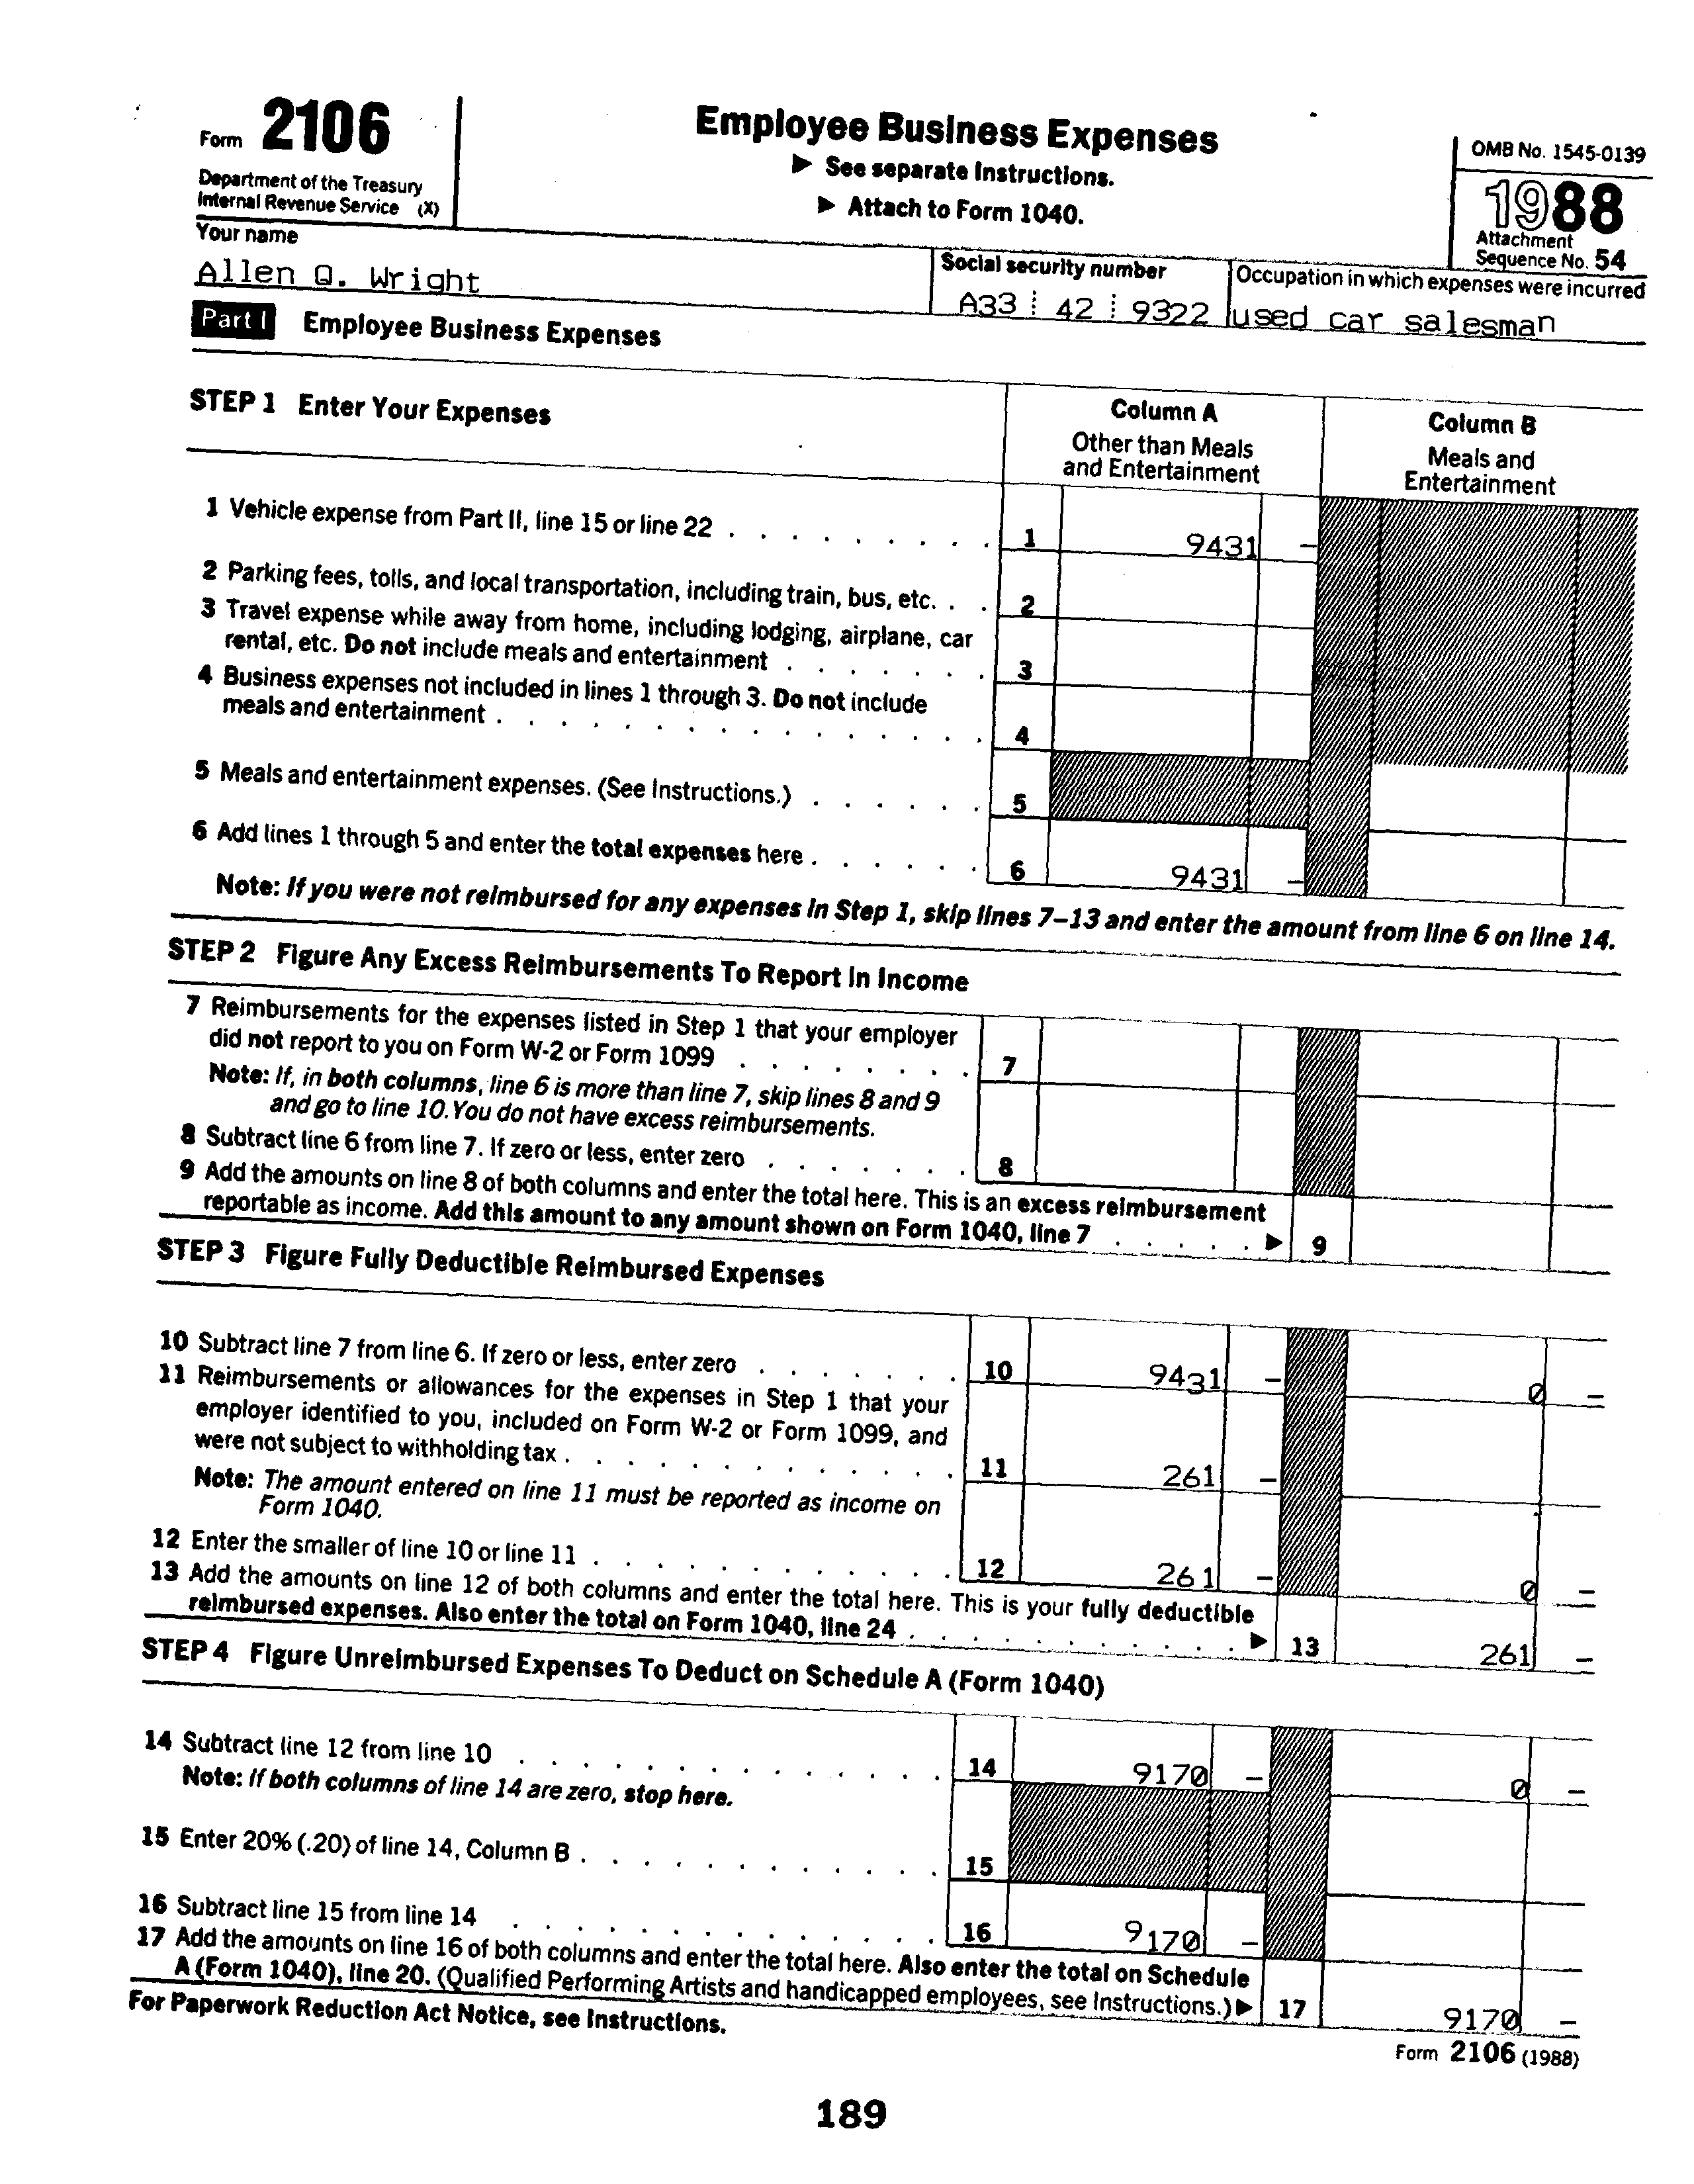 Form 2106
Department of the Treasury
Internal Revenue Service (X)
Employee Business Expenses
▶ See separate Instructions.
▶ Attach to Form 1040.
OMB No. 1545-0139
1988
Attachment
Sequence No. 54
Your name
Allen Q. Wright
Social security number
A33 42 9322
Occupation in which expenses were incurred
used car salesman
Part I Employee Business Expenses
STEP 1 Enter Your Expenses
Column A
Other than Meals
and Entertainment
Column B
Meals and
Entertainment
1 Vehicle expense from Part II, line 15 or line 22 . . . . . . . . . 1 9431 –
2 Parking fees, tolls, and local transportation, including train, bus, etc. . . 2
3 Travel expense while away from home, including lodging, airplane, car
rental, etc. Do not include meals and entertainment . . . . . . . 3
4 Business expenses not included in lines 1 through 3. Do not include
meals and entertainment . . . . . . . . . . . . . . . . 4
5 Meals and entertainment expenses. (See Instructions.) . . . . . . 5
6 Add lines 1 through 5 and enter the total expenses here . . . . . . 6 9431 –
Note: If you were not reimbursed for any expenses in Step 1, skip lines 7–13 and enter the amount from line 6 on line 14.
STEP 2 Figure Any Excess Reimbursements To Report in Income
7 Reimbursements for the expenses listed in Step 1 that your employer
did not report to you on Form W-2 or Form 1099 . . . . . . . . 7
Note: If, in both columns, line 6 is more than line 7, skip lines 8 and 9
and go to line 10. You do not have excess reimbursements.
8 Subtract line 6 from line 7. If zero or less, enter zero . . . . . . . 8
9 Add the amounts on line 8 of both columns and enter the total here. This is an excess reimbursement
reportable as income. Add this amount to any amount shown on Form 1040, line 7 . . . . . ▶ 9
STEP 3 Figure Fully Deductible Reimbursed Expenses
10 Subtract line 7 from line 6. If zero or less, enter zero . . . . . . . 10 9431 – 0 –
11 Reimbursements or allowances for the expenses in Step 1 that your
employer identified to you, included on Form W-2 or Form 1099, and
were not subject to withholding tax . . . . . . . . . . . . . 11 261 –
Note: The amount entered on line 11 must be reported as income on
Form 1040.
12 Enter the smaller of line 10 or line 11 . . . . . . . . . . . . 12 261 – 0 –
13 Add the amounts on line 12 of both columns and enter the total here. This is your fully deductible
reimbursed expenses. Also enter the total on Form 1040, line 24 . . . . . . . . . . . ▶ 13 261 –
STEP 4 Figure Unreimbursed Expenses To Deduct on Schedule A (Form 1040)
14 Subtract line 12 from line 10 . . . . . . . . . . . . . . 14 9170 – 0 –
Note: If both columns of line 14 are zero, stop here.
15 Enter 20% (.20) of line 14, Column B . . . . . . . . . . . . 15
16 Subtract line 15 from line 14 . . . . . . . . . . . . . . 16 9170 –
17 Add the amounts on line 16 of both columns and enter the total here. Also enter the total on Schedule
A (Form 1040), line 20. (Qualified Performing Artists and handicapped employees, see Instructions.) ▶ 17 9170 –
For Paperwork Reduction Act Notice, see Instructions.
Form 2106 (1988)
189